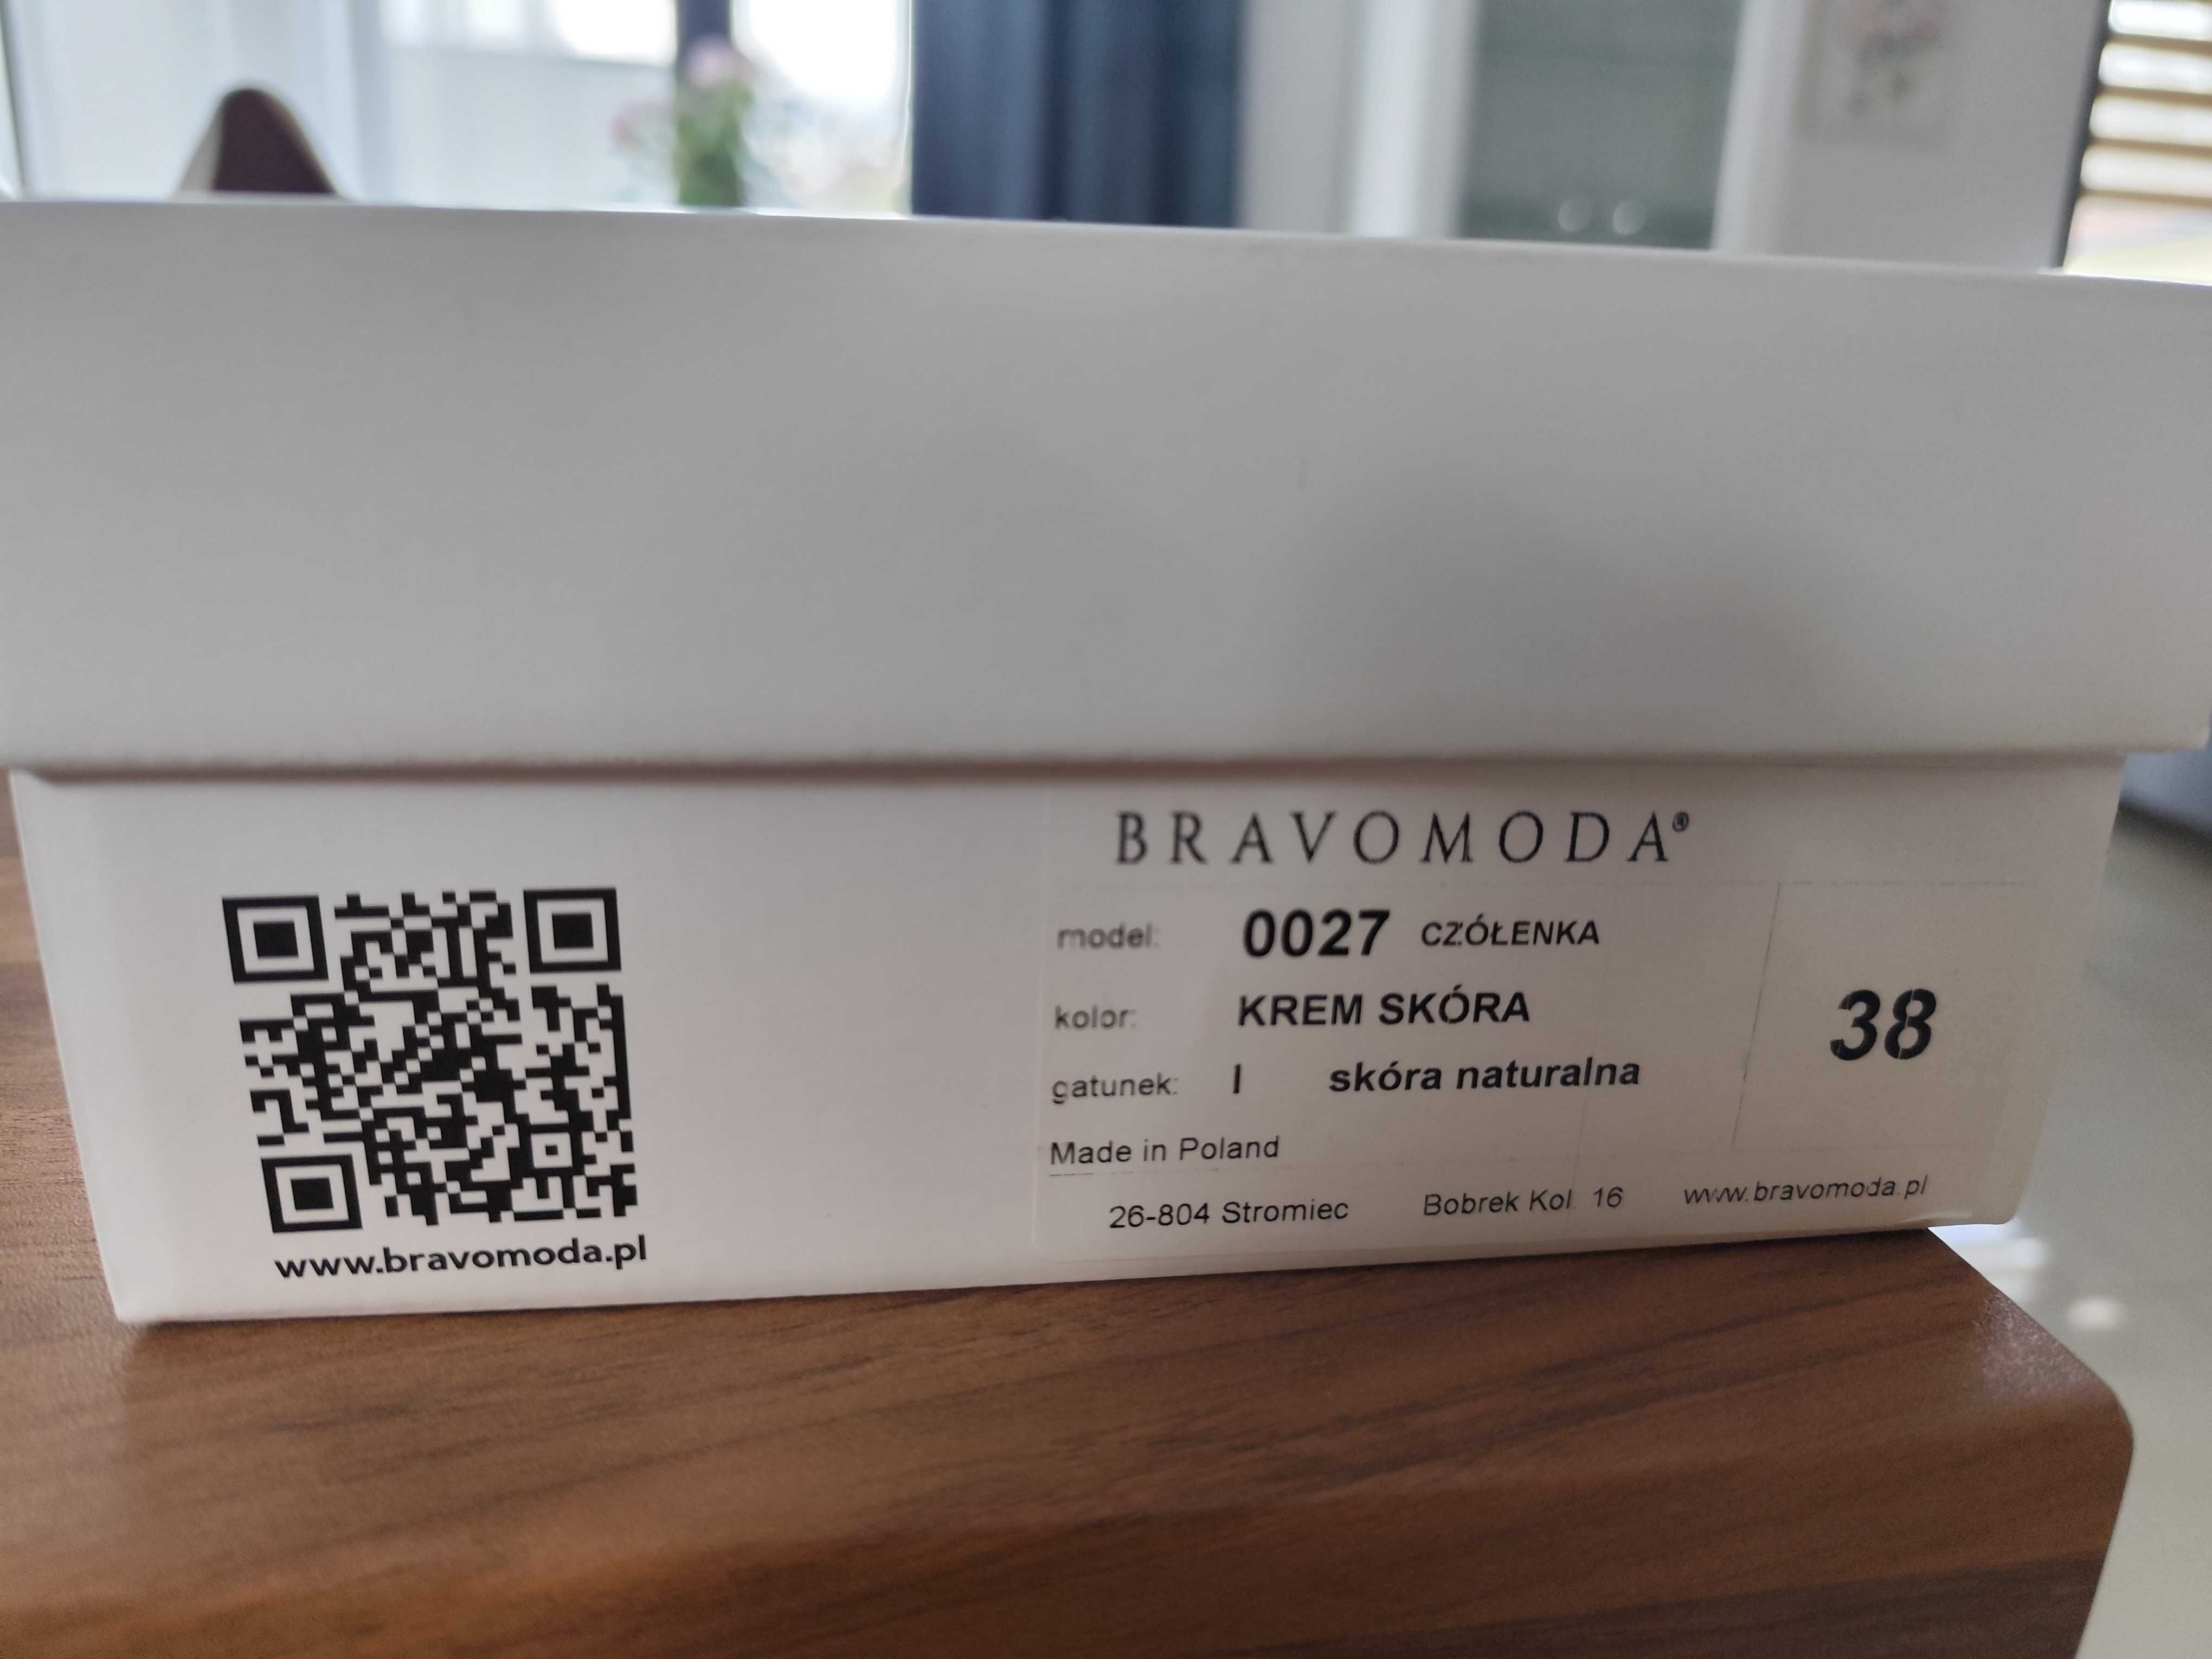 BRAVOMODA®
model: 0027 CZÓŁENKA
kolor: KREM SKÓRA
38
gatunek: I skóra naturalna
Made in Poland
26-804 Stromiec Bobrek Kol. 16 www.bravomoda.pl
www.bravomoda.pl